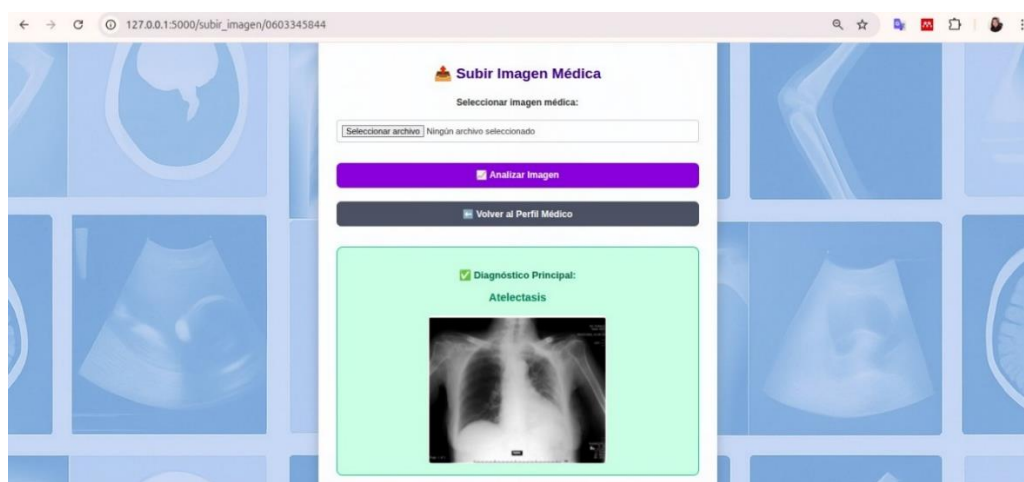 127.0.0.1:5000/subir_imagen/0603345844
Subir Imagen Médica
Seleccionar imagen médica:
Seleccionar archivo Ningún archivo seleccionado
Analizar Imagen
Volver al Perfil Médico
Diagnóstico Principal:
Atelectasis